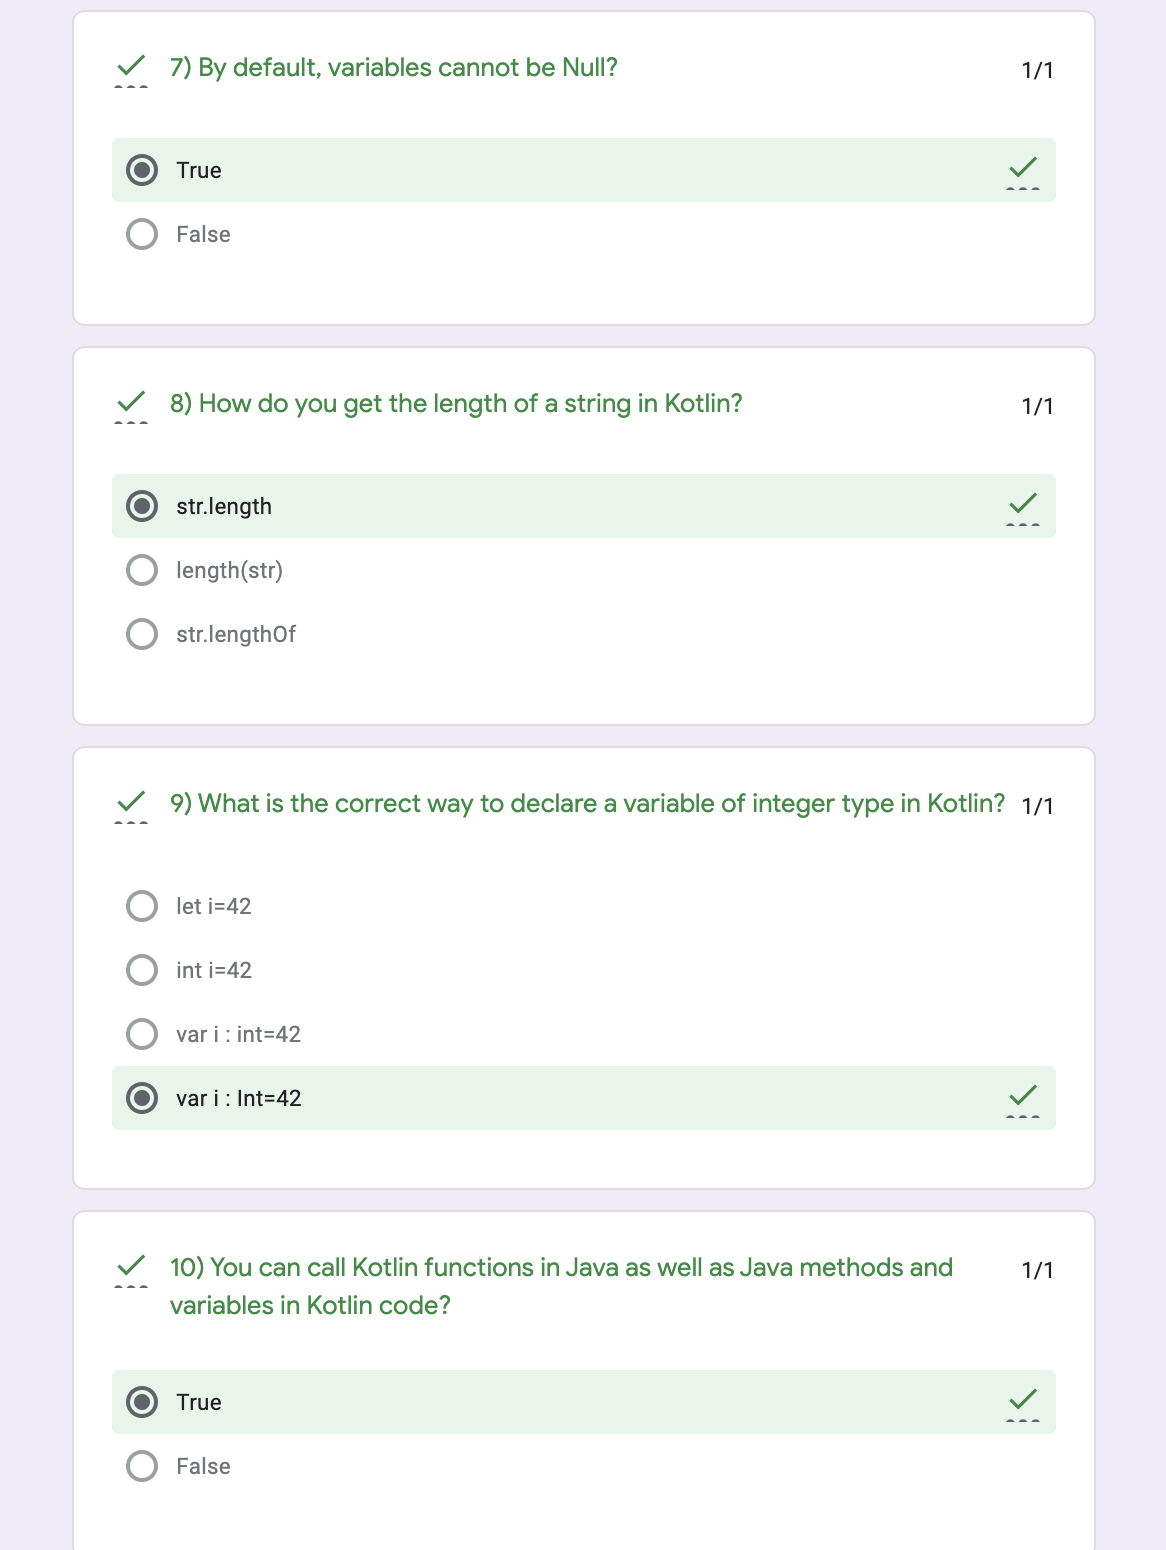 7) By default, variables cannot be Null?
1/1
True
False
8) How do you get the length of a string in Kotlin?
1/1
str.length
length(str)
str.lengthOf
9) What is the correct way to declare a variable of integer type in Kotlin?
1/1
let i=42
int i=42
var i : int=42
var i : Int=42
10) You can call Kotlin functions in Java as well as Java methods and
variables in Kotlin code?
1/1
True
False